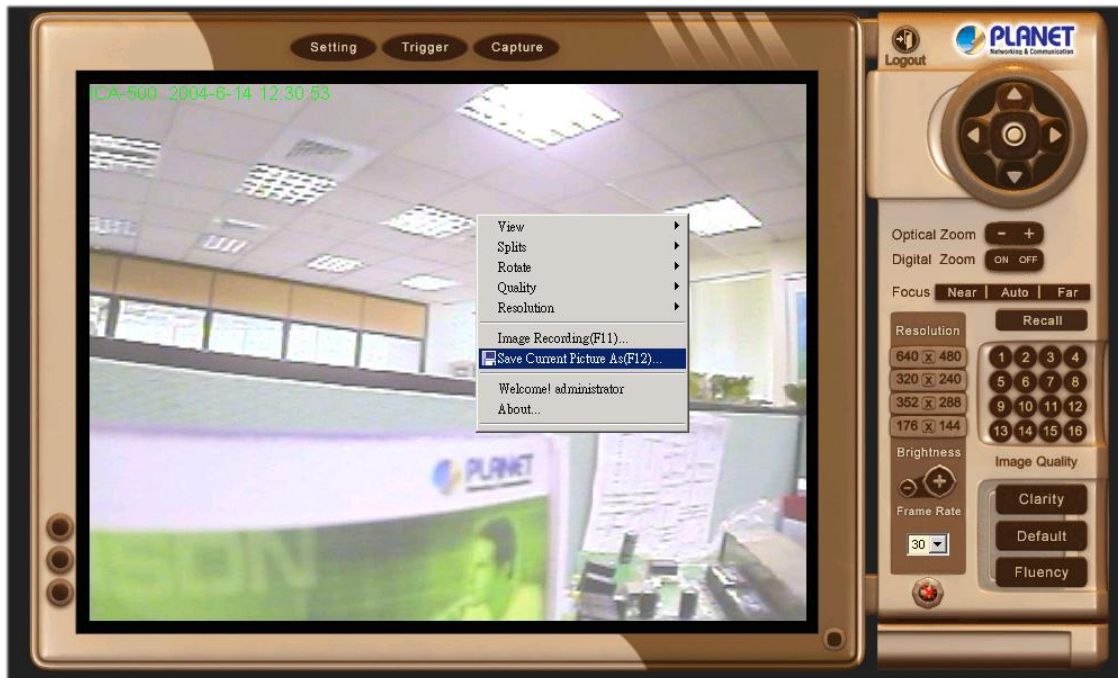 Setting Trigger Capture
Logout
PLANET
Networking & Communication
ICA-500 2004-6-14 12:30:53
View
Splits
Rotate
Quality
Resolution
Image Recording(F11)...
Save Current Picture As(F12)...
Welcome! administrator
About...
PLANET
Optical Zoom - +
Digital Zoom ON OFF
Focus Near | Auto | Far
Resolution
640 x 480
320 x 240
352 x 288
176 x 144
Brightness
- +
Frame Rate
30
Recall
1 2 3 4
5 6 7 8
9 10 11 12
13 14 15 16
Image Quality
Clarity
Default
Fluency